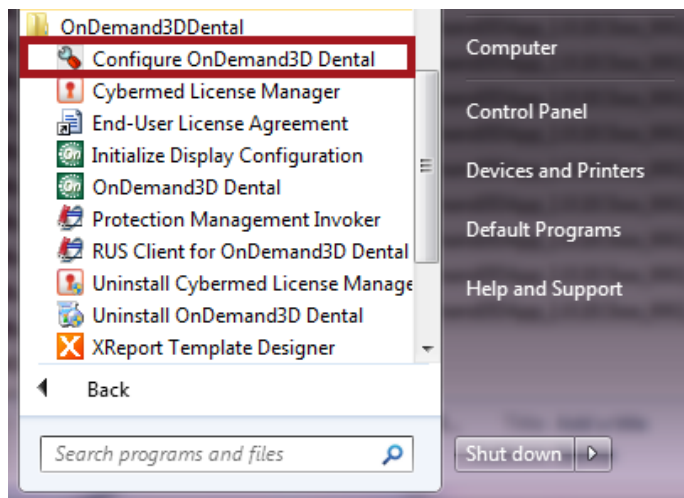 OnDemand3DDental
Configure OnDemand3D Dental
Cybermed License Manager
End-User License Agreement
Initialize Display Configuration
OnDemand3D Dental
Protection Management Invoker
RUS Client for OnDemand3D Dental
Uninstall Cybermed License Manage
Uninstall OnDemand3D Dental
XReport Template Designer
Back
Search programs and files
Computer
Control Panel
Devices and Printers
Default Programs
Help and Support
Shut down